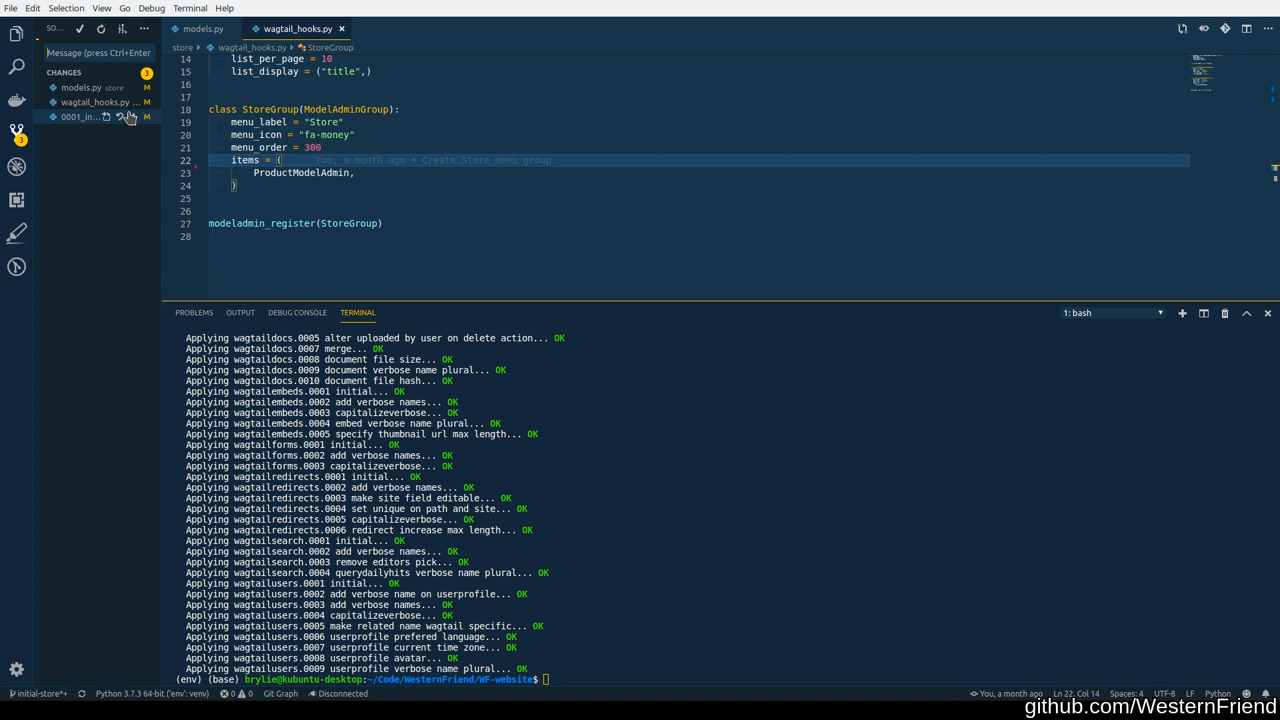 File Edit Selection View Go Debug Terminal Help
SO...
models.py
wagtail_hooks.py ×
Message (press Ctrl+Enter
store › wagtail_hooks.py › StoreGroup
CHANGES 3
models.py store M
wagtail_hooks.py ... M
0001_in... M
3
14 list_per_page = 10
15 list_display = ("title",)
16
17
18 class StoreGroup(ModelAdminGroup):
19 menu_label = "Store"
20 menu_icon = "fa-money"
21 menu_order = 300
22 items = ( You, a month ago • Create Store menu group
23 ProductModelAdmin,
24 )
25
26
27 modeladmin_register(StoreGroup)
28
PROBLEMS OUTPUT DEBUG CONSOLE TERMINAL 1: bash
Applying wagtaildocs.0005 alter uploaded by user on delete action... OK
Applying wagtaildocs.0007 merge... OK
Applying wagtaildocs.0008 document file size... OK
Applying wagtaildocs.0009 document verbose name plural... OK
Applying wagtaildocs.0010 document file hash... OK
Applying wagtailembeds.0001 initial... OK
Applying wagtailembeds.0002 add verbose names... OK
Applying wagtailembeds.0003 capitalizeverbose... OK
Applying wagtailembeds.0004 embed verbose name plural... OK
Applying wagtailembeds.0005 specify thumbnail url max length... OK
Applying wagtailforms.0001 initial... OK
Applying wagtailforms.0002 add verbose names... OK
Applying wagtailforms.0003 capitalizeverbose... OK
Applying wagtailredirects.0001 initial... OK
Applying wagtailredirects.0002 add verbose names... OK
Applying wagtailredirects.0003 make site field editable... OK
Applying wagtailredirects.0004 set unique on path and site... OK
Applying wagtailredirects.0005 capitalizeverbose... OK
Applying wagtailredirects.0006 redirect increase max length... OK
Applying wagtailsearch.0001 initial... OK
Applying wagtailsearch.0002 add verbose names... OK
Applying wagtailsearch.0003 remove editors pick... OK
Applying wagtailsearch.0004 querydailyhits verbose name plural... OK
Applying wagtailusers.0001 initial... OK
Applying wagtailusers.0002 add verbose name on userprofile... OK
Applying wagtailusers.0003 add verbose names... OK
Applying wagtailusers.0004 capitalizeverbose... OK
Applying wagtailusers.0005 make related name wagtail specific... OK
Applying wagtailusers.0006 userprofile prefered language... OK
Applying wagtailusers.0007 userprofile current time zone... OK
Applying wagtailusers.0008 userprofile avatar... OK
Applying wagtailusers.0009 userprofile verbose name plural... OK
(env) (base) brylie@kubuntu-desktop:~/Code/WesternFriend/WF-website$
initial-store*+ Python 3.7.3 64-bit ('env': venv) 0 0 Git Graph Disconnected You, a month ago Ln 22, Col 14 Spaces: 4 UTF-8 LF Python
github.com/WesternFriend